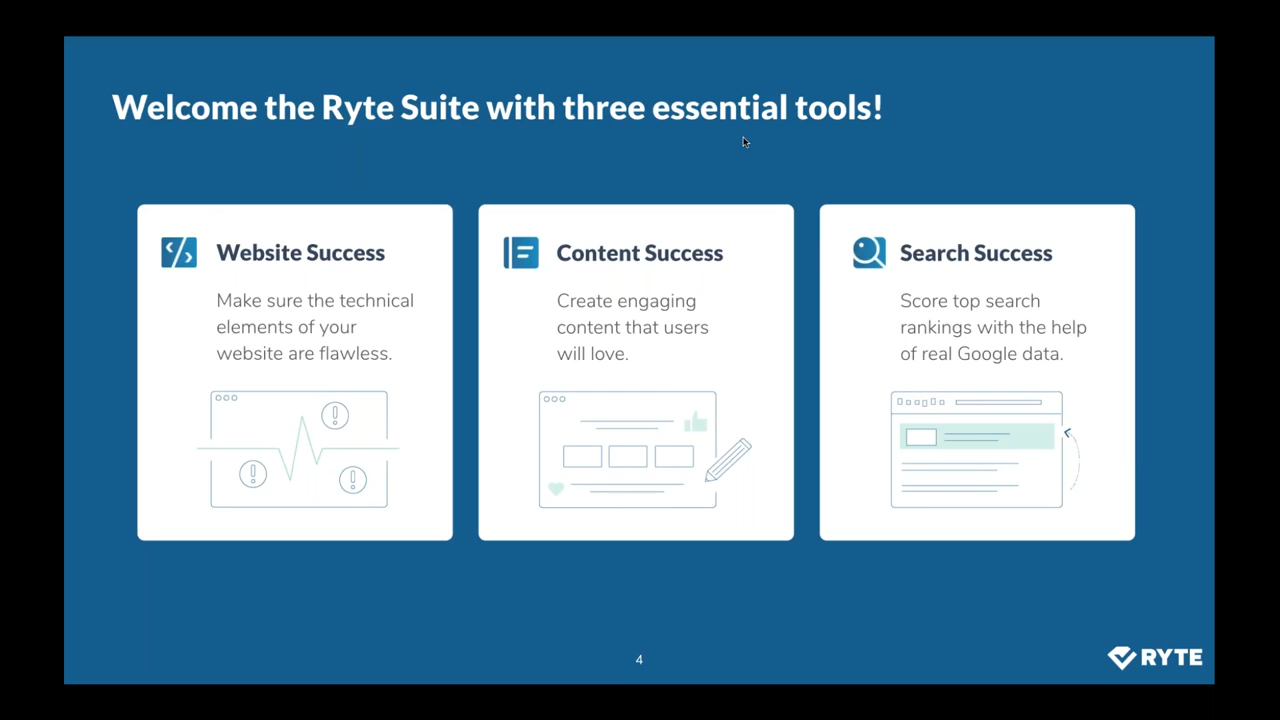 Welcome the Ryte Suite with three essential tools!
Website Success
Make sure the technical
elements of your
website are flawless.
Content Success
Create engaging
content that users
will love.
Search Success
Score top search
rankings with the help
of real Google data.
4
RYTE